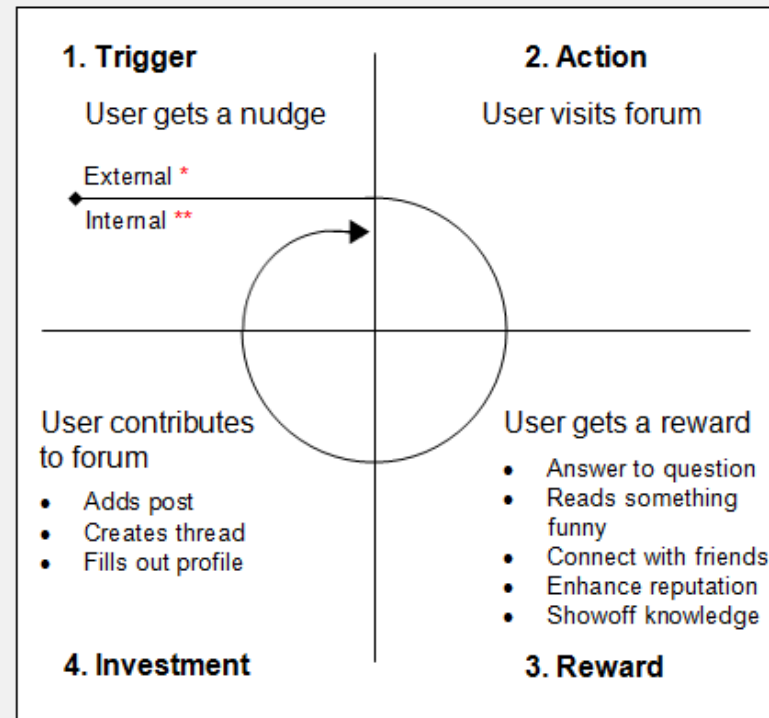 1. Trigger
User gets a nudge
External *
Internal **
2. Action
User visits forum
User gets a reward
• Answer to question
• Reads something
funny
• Connect with friends
• Enhance reputation
• Showoff knowledge
3. Reward
User contributes
to forum
• Adds post
• Creates thread
• Fills out profile
4. Investment